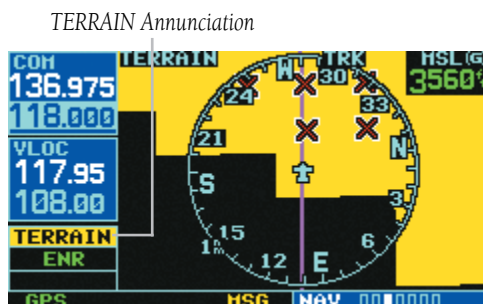 TERRAIN Annunciation
COM
136.975
118.000
VLOC
117.95
108.00
TERRAIN
ENR
GPS
TERRAIN
TRK
MSL
3560
W
30
24
33
21
N
S
3
15
6
12
E
MSG
NAV